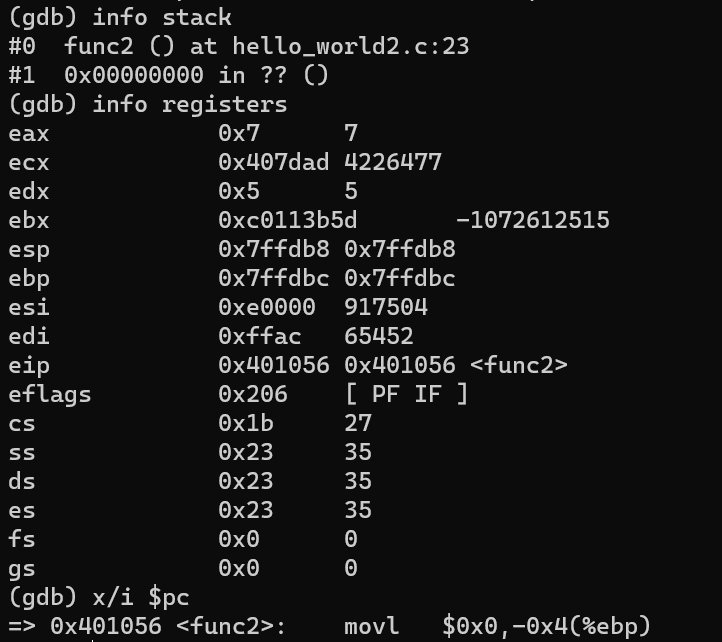 (gdb) info stack
#0  func2 () at hello_world2.c:23
#1  0x00000000 in ?? ()
(gdb) info registers
eax            0x7      7
ecx            0x407dad 4226477
edx            0x5      5
ebx            0xc0113b5d       -1072612515
esp            0x7ffdb8 0x7ffdb8
ebp            0x7ffdbc 0x7ffdbc
esi            0xe0000  917504
edi            0xffac   65452
eip            0x401056 0x401056 <func2>
eflags         0x206    [ PF IF ]
cs             0x1b     27
ss             0x23     35
ds             0x23     35
es             0x23     35
fs             0x0      0
gs             0x0      0
(gdb) x/i $pc
=> 0x401056 <func2>:    movl   $0x0,-0x4(%ebp)